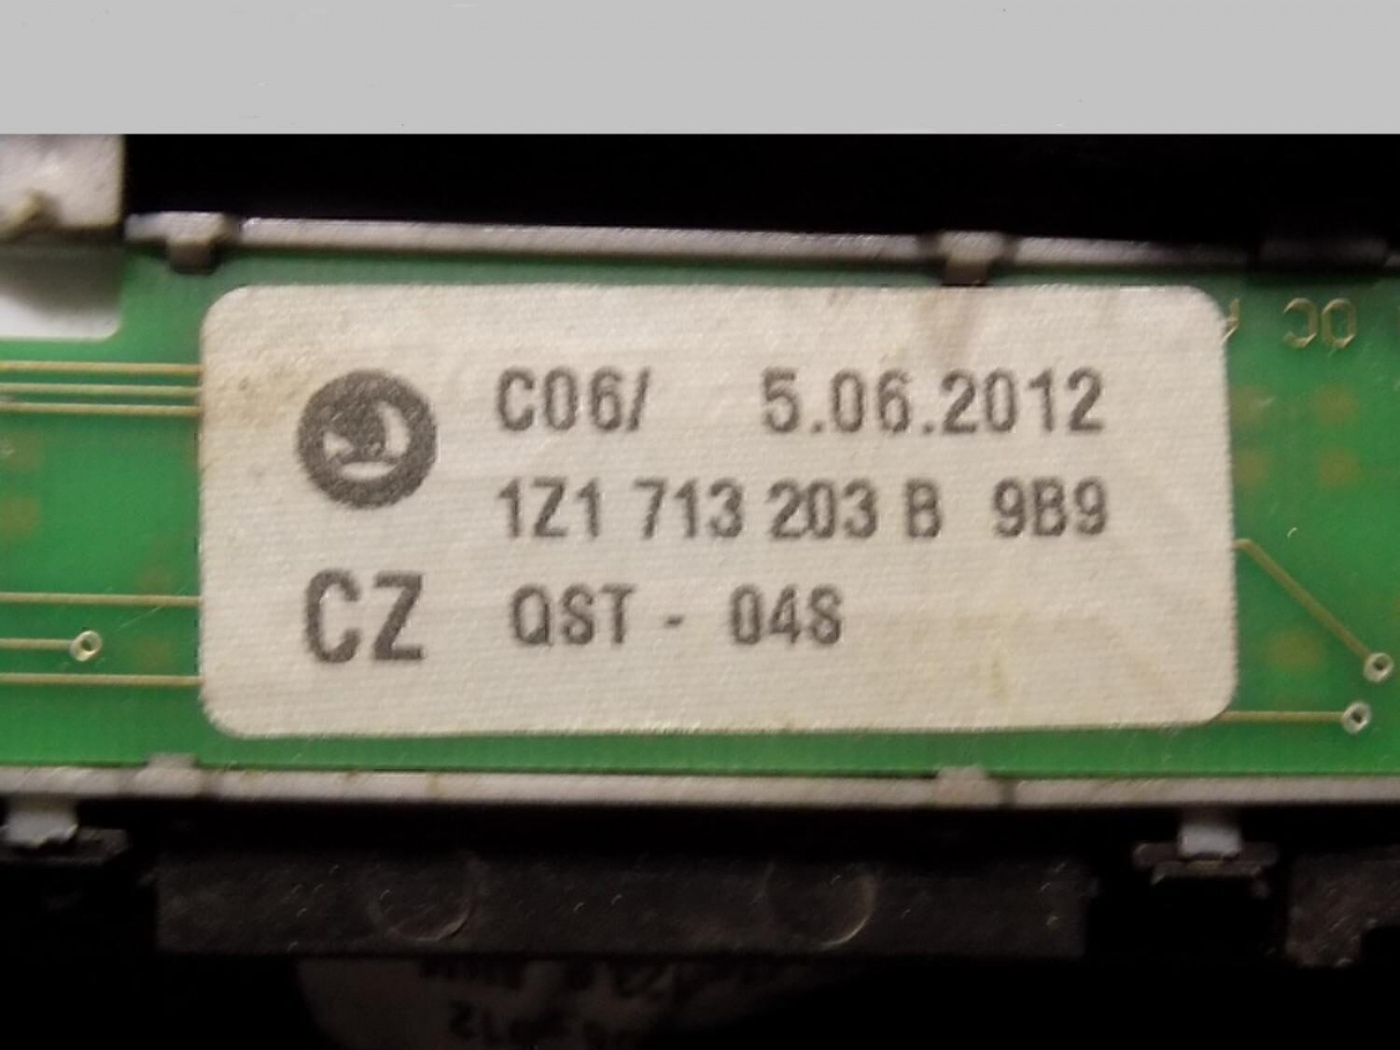 C06/ 5.06.2012
1Z1 713 203 B 9B9
CZ QST - 04S